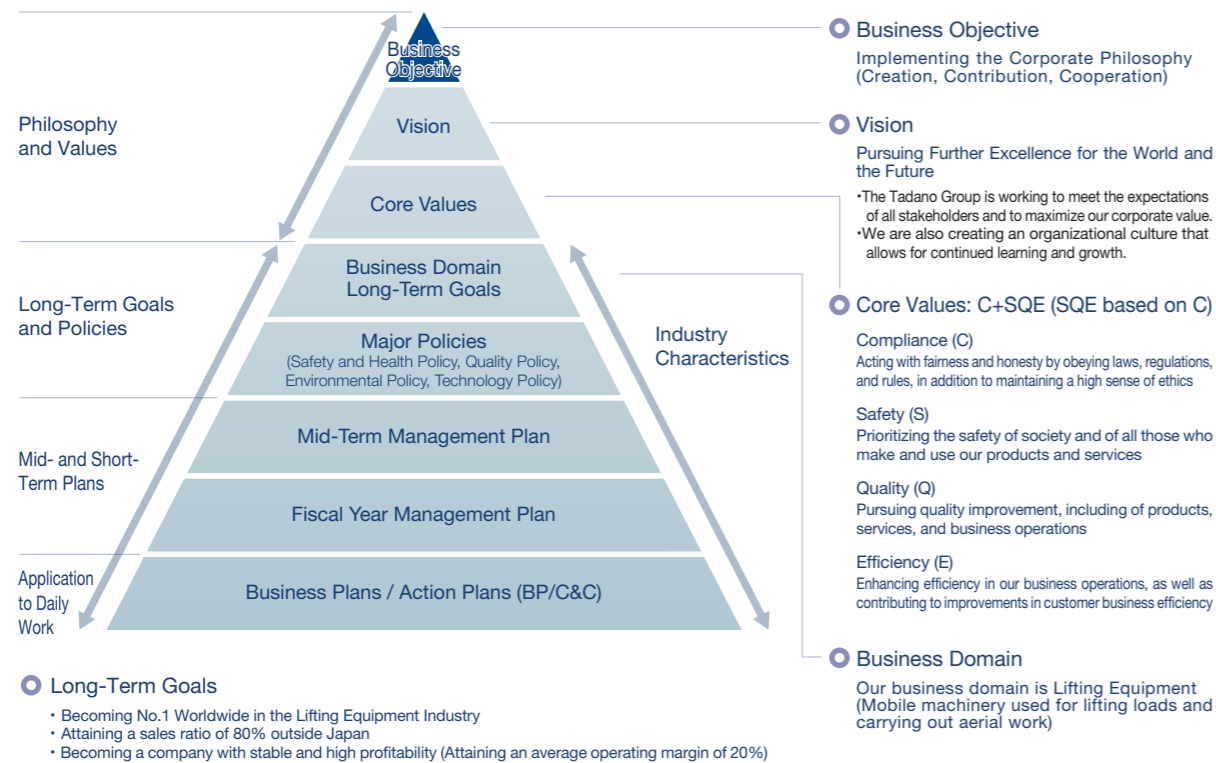 Business
Objective
Vision
Core Values
Business Domain
Long-Term Goals
Major Policies
(Safety and Health Policy, Quality Policy,
Environmental Policy, Technology Policy)
Mid-Term Management Plan
Fiscal Year Management Plan
Business Plans / Action Plans (BP/C&C)
Philosophy
and Values
Long-Term Goals
and Policies
Mid- and Short-
Term Plans
Application
to Daily
Work
Industry
Characteristics
Business Objective
Implementing the Corporate Philosophy
(Creation, Contribution, Cooperation)
Vision
Pursuing Further Excellence for the World and
the Future
・The Tadano Group is working to meet the expectations
of all stakeholders and to maximize our corporate value.
・We are also creating an organizational culture that
allows for continued learning and growth.
Core Values: C+SQE (SQE based on C)
Compliance (C)
Acting with fairness and honesty by obeying laws, regulations,
and rules, in addition to maintaining a high sense of ethics
Safety (S)
Prioritizing the safety of society and of all those who
make and use our products and services
Quality (Q)
Pursuing quality improvement, including of products,
services, and business operations
Efficiency (E)
Enhancing efficiency in our business operations, as well as
contributing to improvements in customer business efficiency
Business Domain
Our business domain is Lifting Equipment
(Mobile machinery used for lifting loads and
carrying out aerial work)
Long-Term Goals
・Becoming No.1 Worldwide in the Lifting Equipment Industry
・Attaining a sales ratio of 80% outside Japan
・Becoming a company with stable and high profitability (Attaining an average operating margin of 20%)